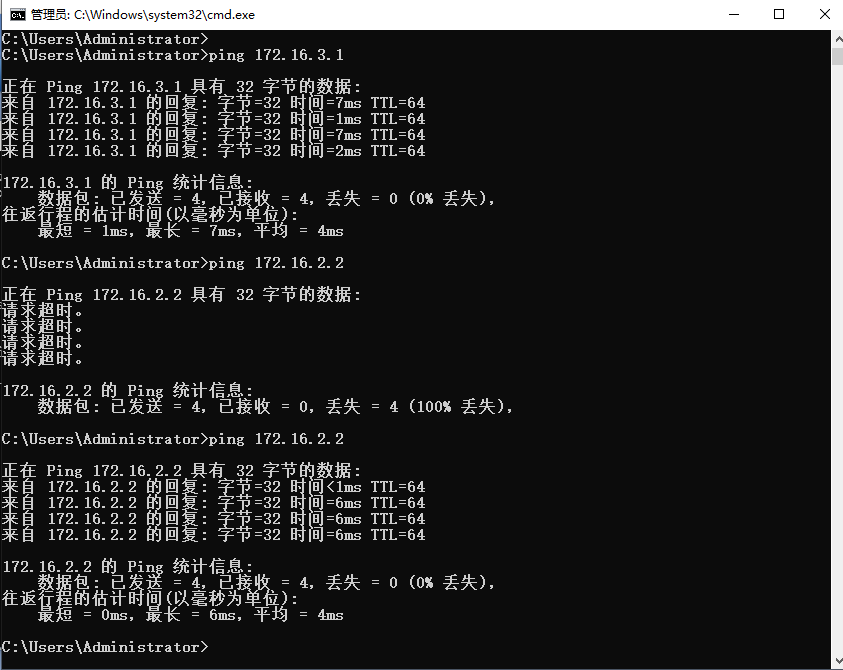 管理员: C:\Windows\system32\cmd.exe
C:\Users\Administrator>
C:\Users\Administrator>ping 172.16.3.1
正在 Ping 172.16.3.1 具有 32 字节的数据:
来自 172.16.3.1 的回复: 字节=32 时间=7ms TTL=64
来自 172.16.3.1 的回复: 字节=32 时间=1ms TTL=64
来自 172.16.3.1 的回复: 字节=32 时间=7ms TTL=64
来自 172.16.3.1 的回复: 字节=32 时间=2ms TTL=64
172.16.3.1 的 Ping 统计信息:
数据包: 已发送 = 4，已接收 = 4，丢失 = 0 (0% 丢失)，
往返行程的估计时间(以毫秒为单位):
最短 = 1ms，最长 = 7ms，平均 = 4ms
C:\Users\Administrator>ping 172.16.2.2
正在 Ping 172.16.2.2 具有 32 字节的数据:
请求超时。
请求超时。
请求超时。
请求超时。
172.16.2.2 的 Ping 统计信息:
数据包: 已发送 = 4，已接收 = 0，丢失 = 4 (100% 丢失)，
C:\Users\Administrator>ping 172.16.2.2
正在 Ping 172.16.2.2 具有 32 字节的数据:
来自 172.16.2.2 的回复: 字节=32 时间<1ms TTL=64
来自 172.16.2.2 的回复: 字节=32 时间=6ms TTL=64
来自 172.16.2.2 的回复: 字节=32 时间=6ms TTL=64
来自 172.16.2.2 的回复: 字节=32 时间=6ms TTL=64
172.16.2.2 的 Ping 统计信息:
数据包: 已发送 = 4，已接收 = 4，丢失 = 0 (0% 丢失)，
往返行程的估计时间(以毫秒为单位):
最短 = 0ms，最长 = 6ms，平均 = 4ms
C:\Users\Administrator>